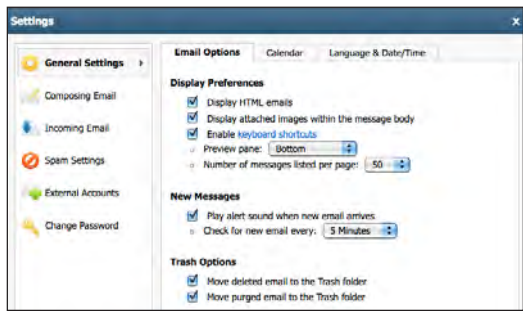 Settings x
General Settings
Composing Email
Incoming Email
Spam Settings
External Accounts
Change Password
Email Options Calendar Language & Date/Time
Display Preferences
Display HTML emails
Display attached images within the message body
Enable keyboard shortcuts
Preview pane: Bottom
Number of messages listed per page: 50
New Messages
Play alert sound when new email arrives
Check for new email every: 5 Minutes
Trash Options
Move deleted email to the Trash folder
Move purged email to the Trash folder